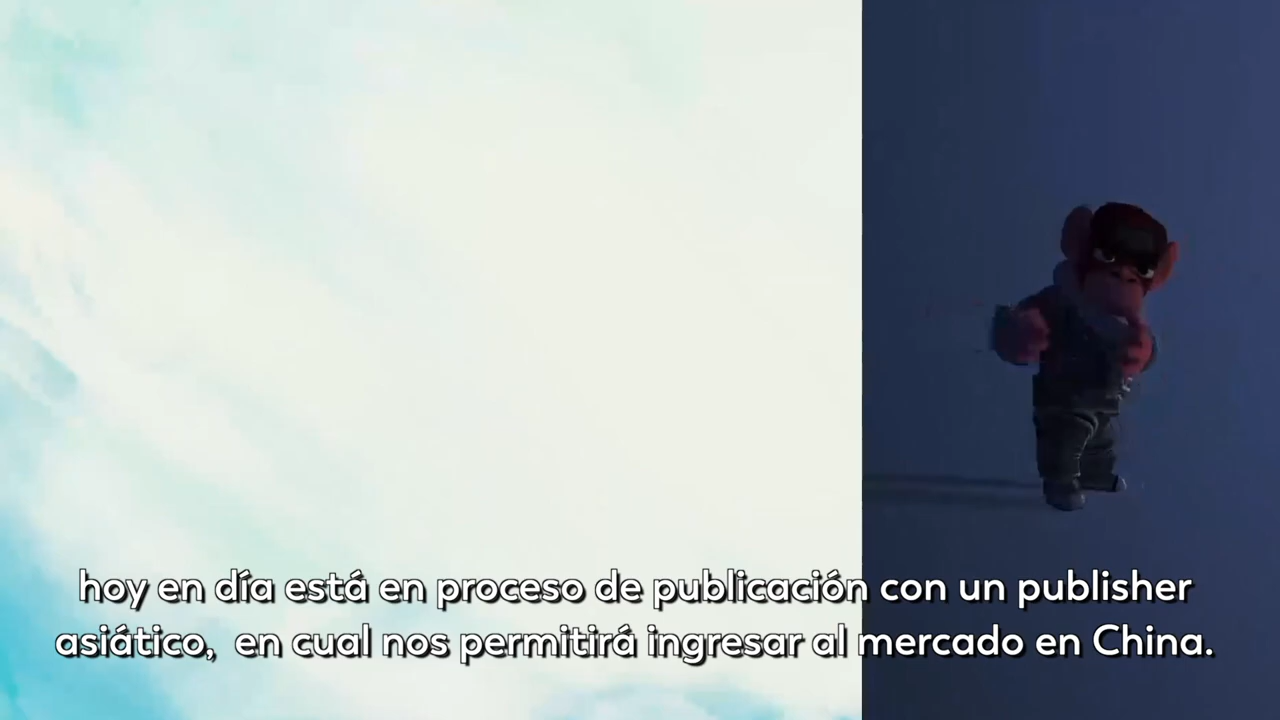 hoy en día está en proceso de publicación con un publisher
asiático,  en cual nos permitirá ingresar al mercado en China.